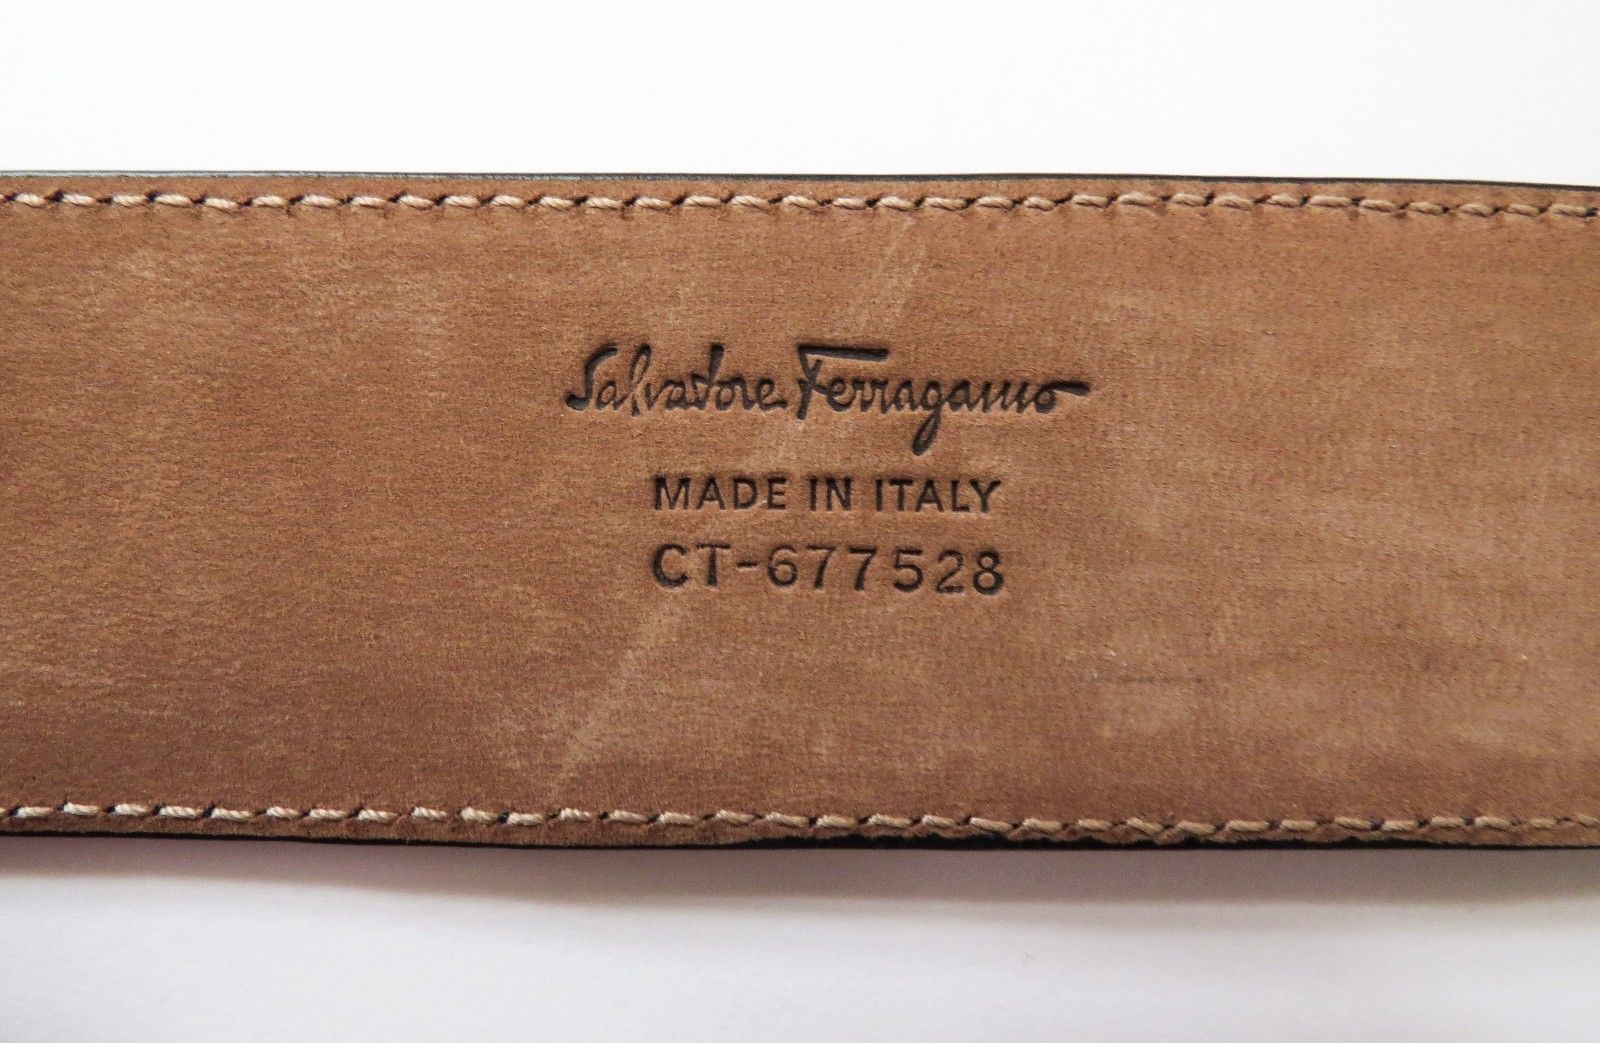 Salvatore Ferragamo
MADE IN ITALY
CT-677528